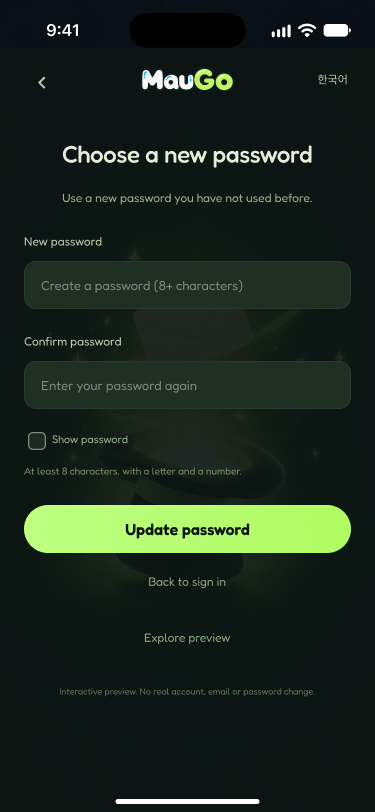 9:41
MauGo
한국어
Choose a new password
Use a new password you have not used before.
New password
Create a password (8+ characters)
Confirm password
Enter your password again
Show password
At least 8 characters, with a letter and a number.
Update password
Back to sign in
Explore preview
Interactive preview. No real account, email or password change.